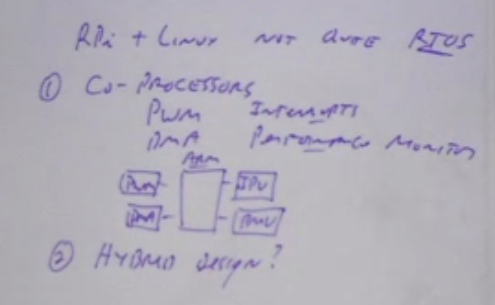 RPi + LINUX NOT QUITE RTOS
① CO-PROCESSORS
PWM INTERRUPTS
DMA PERFORMANCE MONITOR
ARM
PWM IPU
DMA PMU
② HYBRID DESIGN?